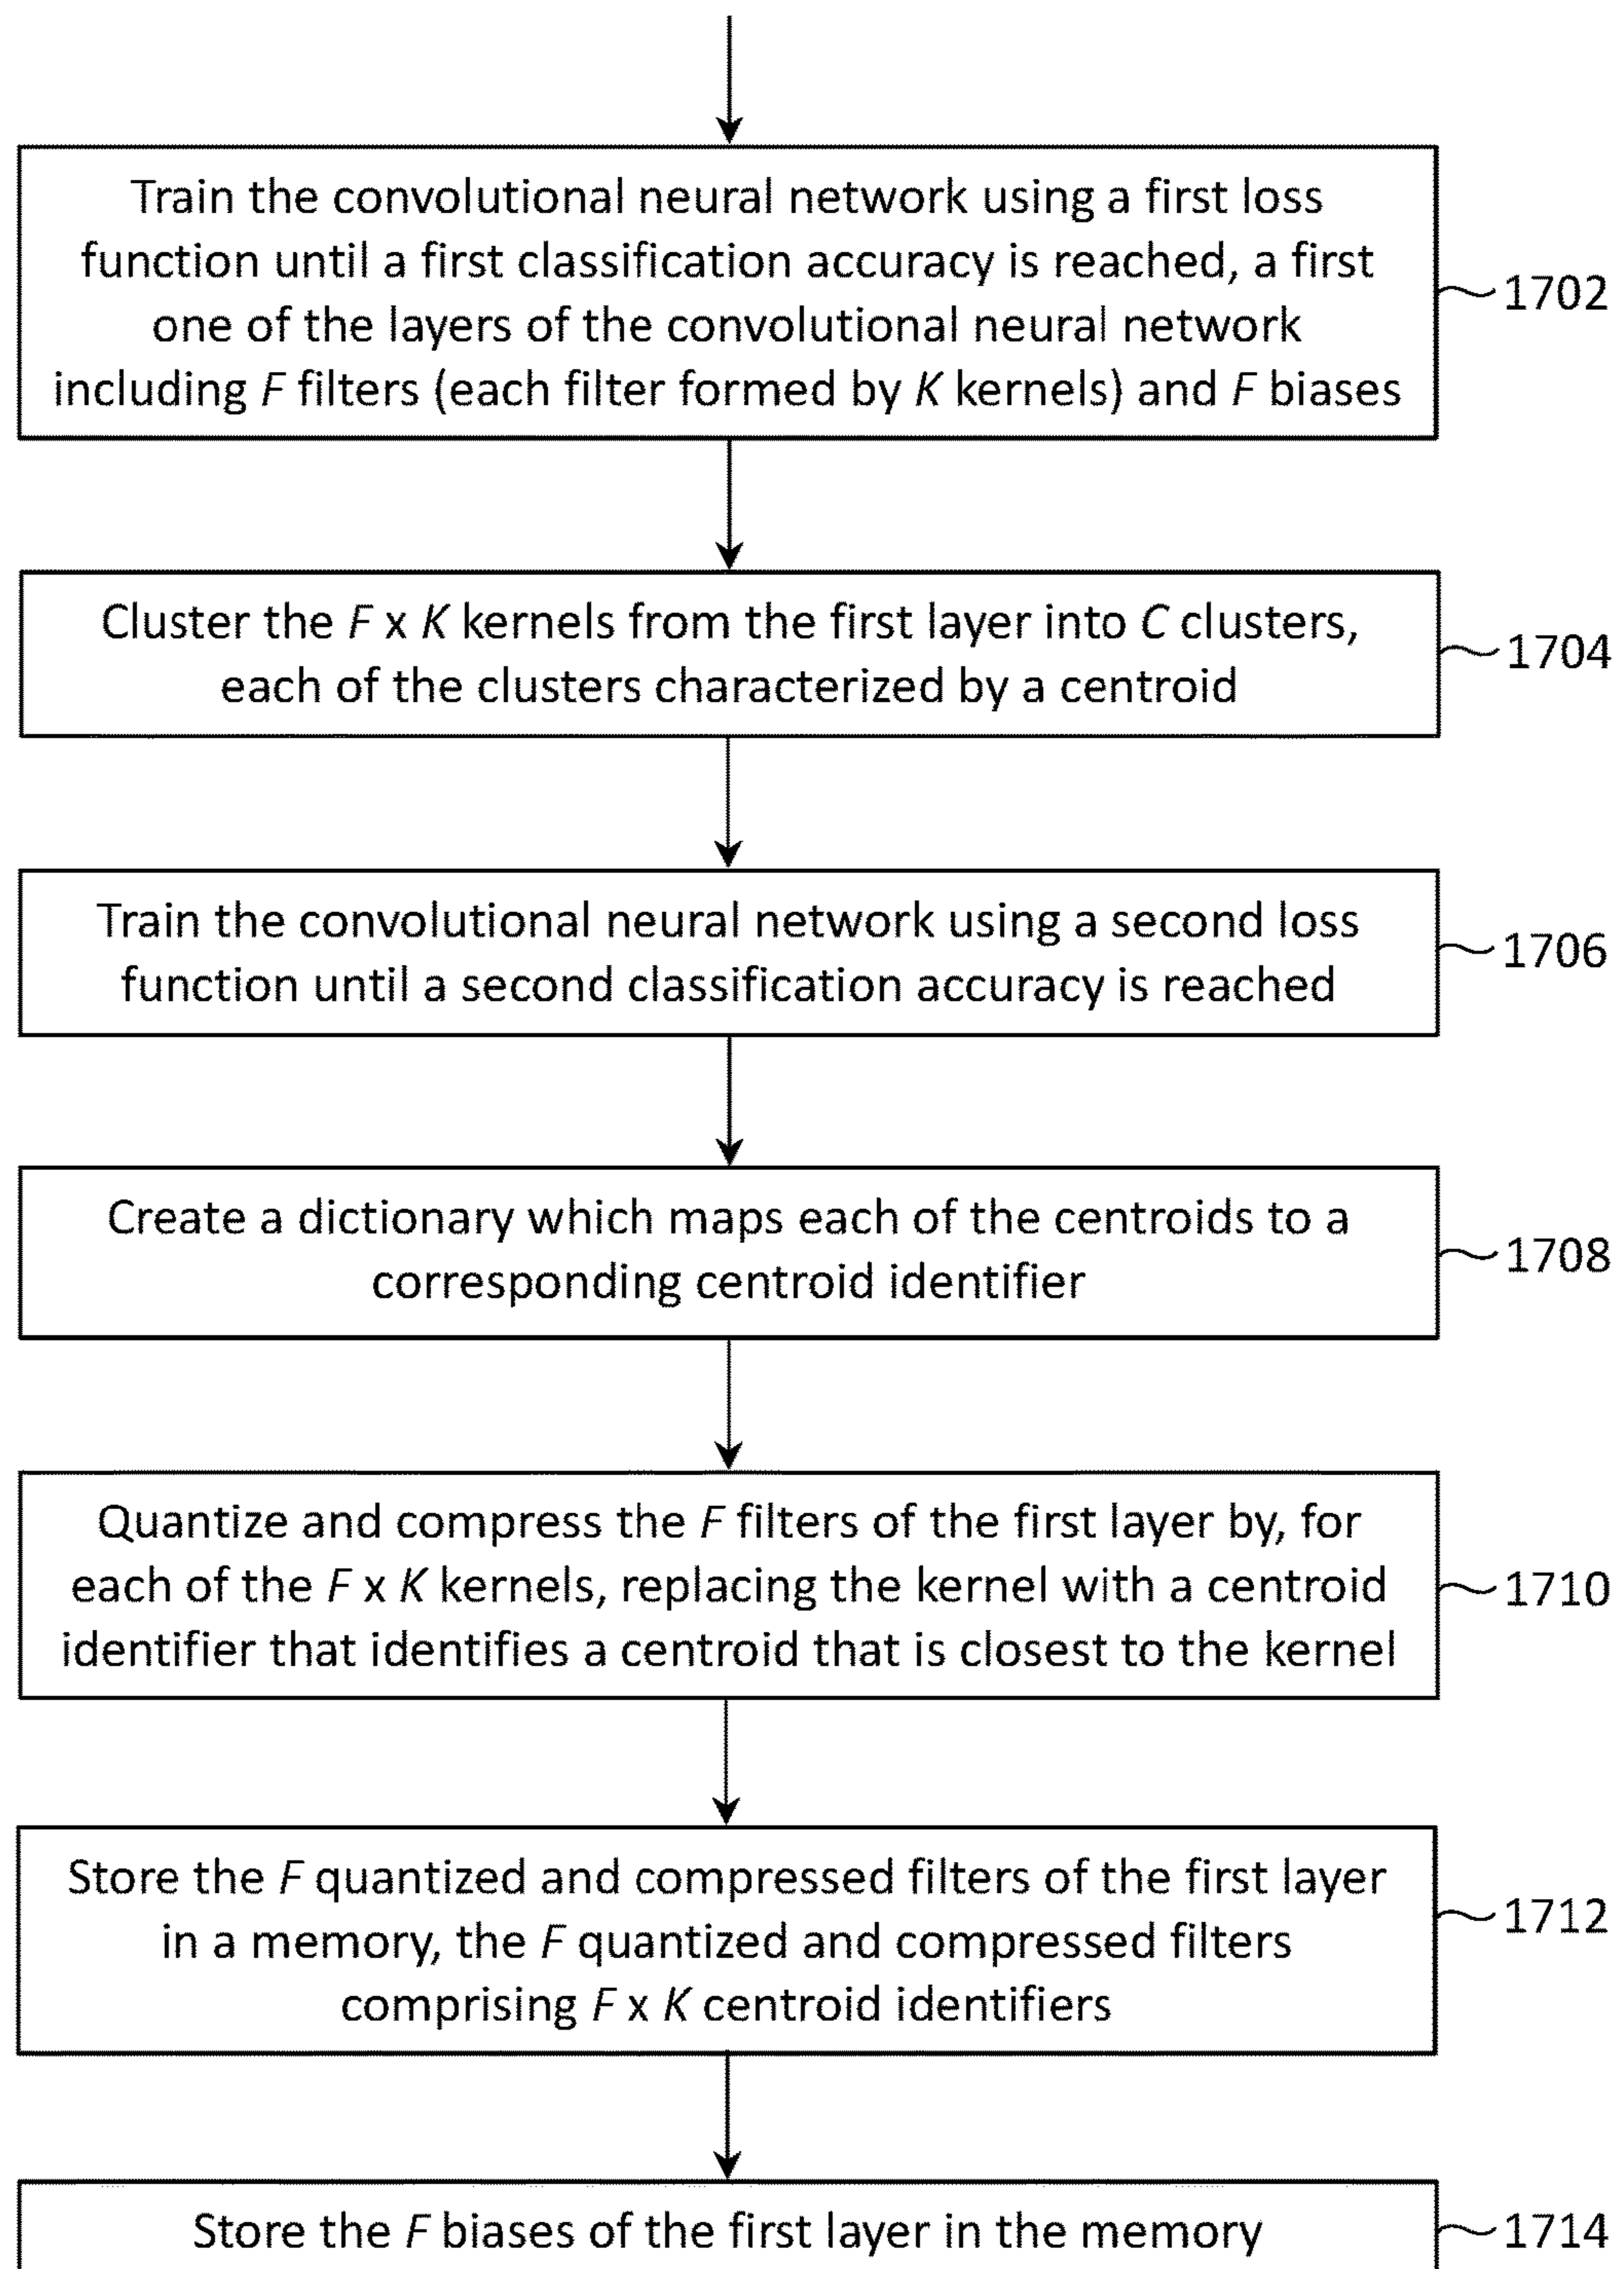 Train the convolutional neural network using a first loss
function until a first classification accuracy is reached, a first
one of the layers of the convolutional neural network
including F filters (each filter formed by K kernels) and F biases
1702
Cluster the F x K kernels from the first layer into C clusters,
each of the clusters characterized by a centroid
1704
Train the convolutional neural network using a second loss
function until a second classification accuracy is reached
1706
Create a dictionary which maps each of the centroids to a
corresponding centroid identifier
1708
Quantize and compress the F filters of the first layer by, for
each of the F x K kernels, replacing the kernel with a centroid
identifier that identifies a centroid that is closest to the kernel
1710
Store the F quantized and compressed filters of the first layer
in a memory, the F quantized and compressed filters
comprising F x K centroid identifiers
1712
Store the F biases of the first layer in the memory
1714